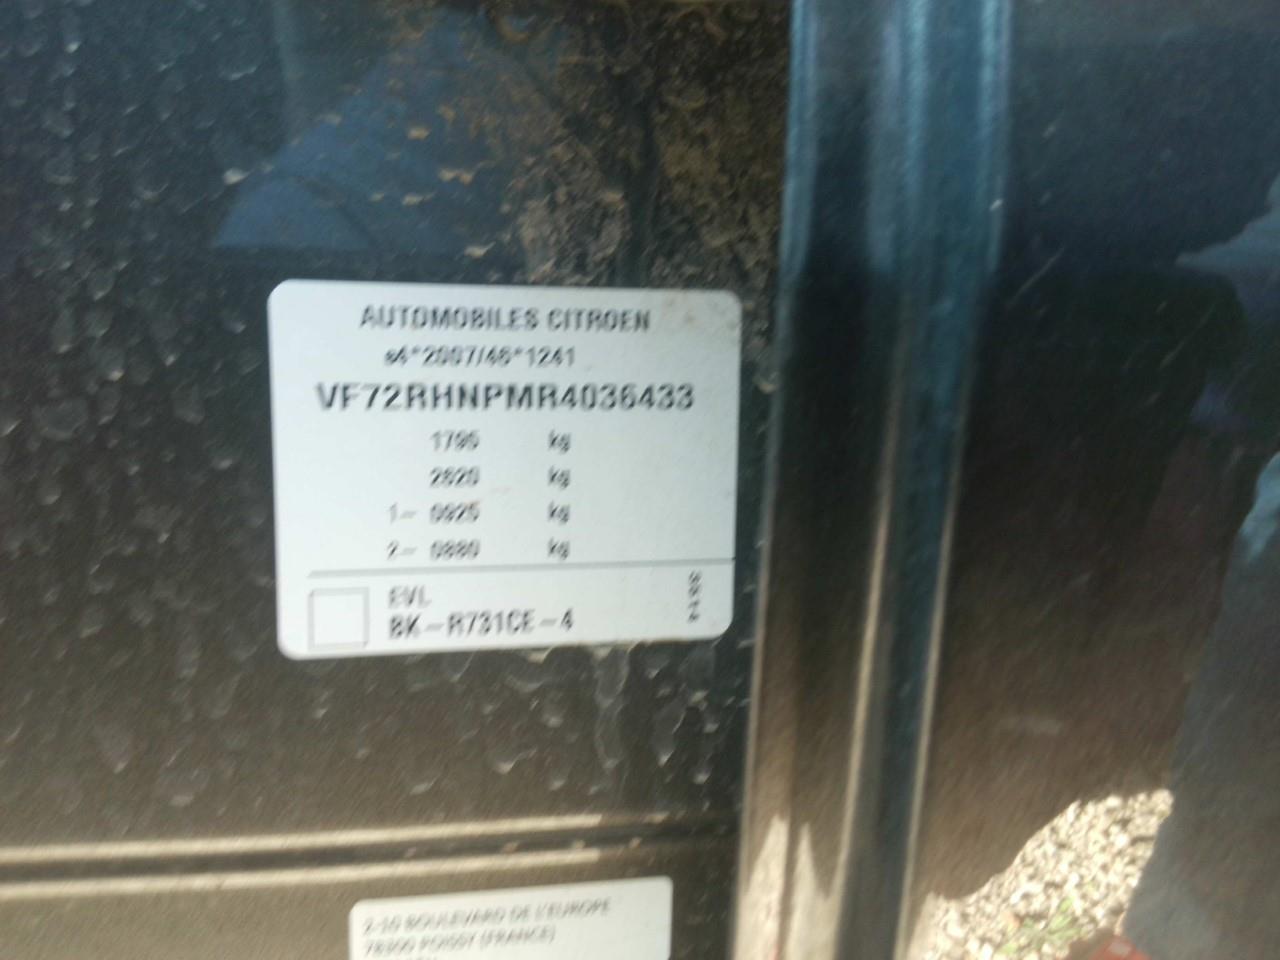 AUTOMOBILES CITROEN
e4*2007/46*1241
VF72RHNPMR4036433
1795 kg
2620 kg
1- 0925 kg
2- 0880 kg
EVL
BK-R731CE-4
2-10 BOULEVARD DE L'EUROPE
78300 POISSY (FRANCE)